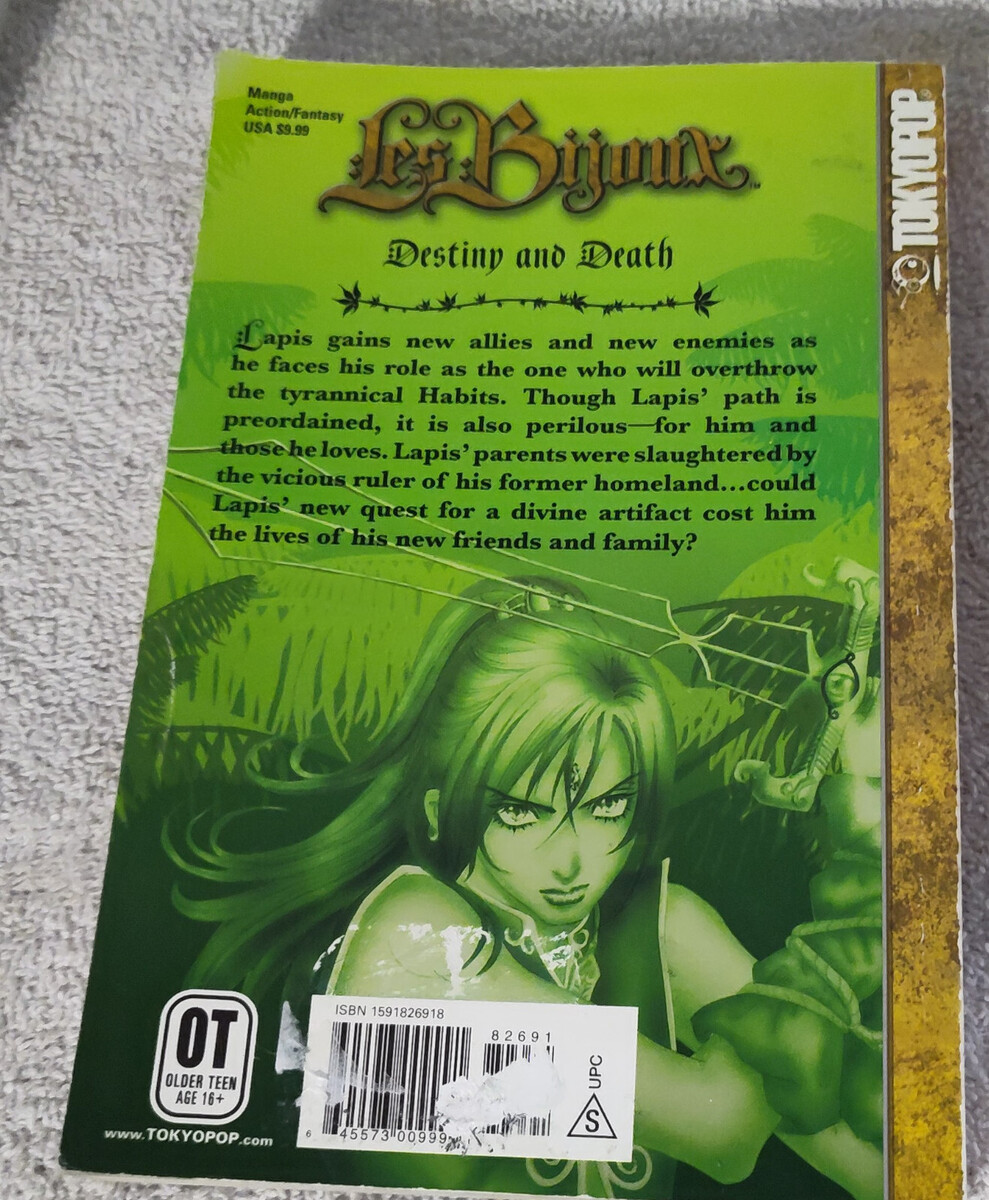 Manga
Action/Fantasy
USA $9.99
Les Bijoux™
Destiny and Death
Lapis gains new allies and new enemies as
he faces his role as the one who will overthrow
the tyrannical Habits. Though Lapis' path is
preordained, it is also perilous—for him and
those he loves. Lapis' parents were slaughtered by
the vicious ruler of his former homeland...could
Lapis' new quest for a divine artifact cost him
the lives of his new friends and family?
TOKYOPOP®
OT
OLDER TEEN
AGE 16+
www.TOKYOPOP.com
ISBN 1591826918
82691
6 45573 00999
S UPC